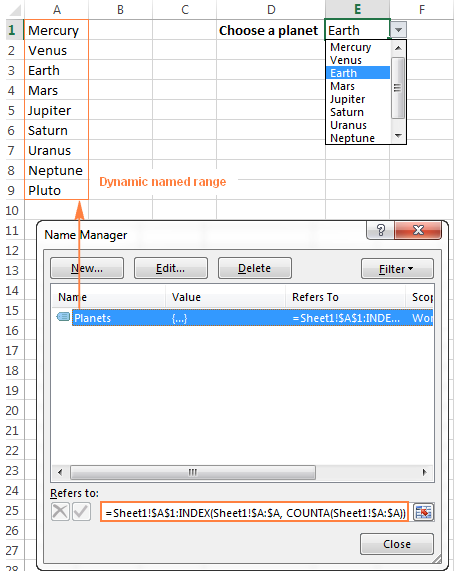 A B C D E F
1 Mercury Choose a planet Earth
2 Venus
3 Earth
4 Mars
5 Jupiter
6 Saturn
7 Uranus
8 Neptune
9 Pluto
Mercury
Venus
Earth
Mars
Jupiter
Saturn
Uranus
Neptune
Dynamic named range
10
11
12
13
14
15
16
17
18
19
20
21
22
23
24
25
26
27
28
Name Manager
?
New... Edit... Delete Filter
Name Value Refers To Scop
Planets {...} =Sheet1!$A$1:INDE... Wor
Refers to:
=Sheet1!$A$1:INDEX(Sheet1!$A:$A, COUNTA(Sheet1!$A:$A))
Close